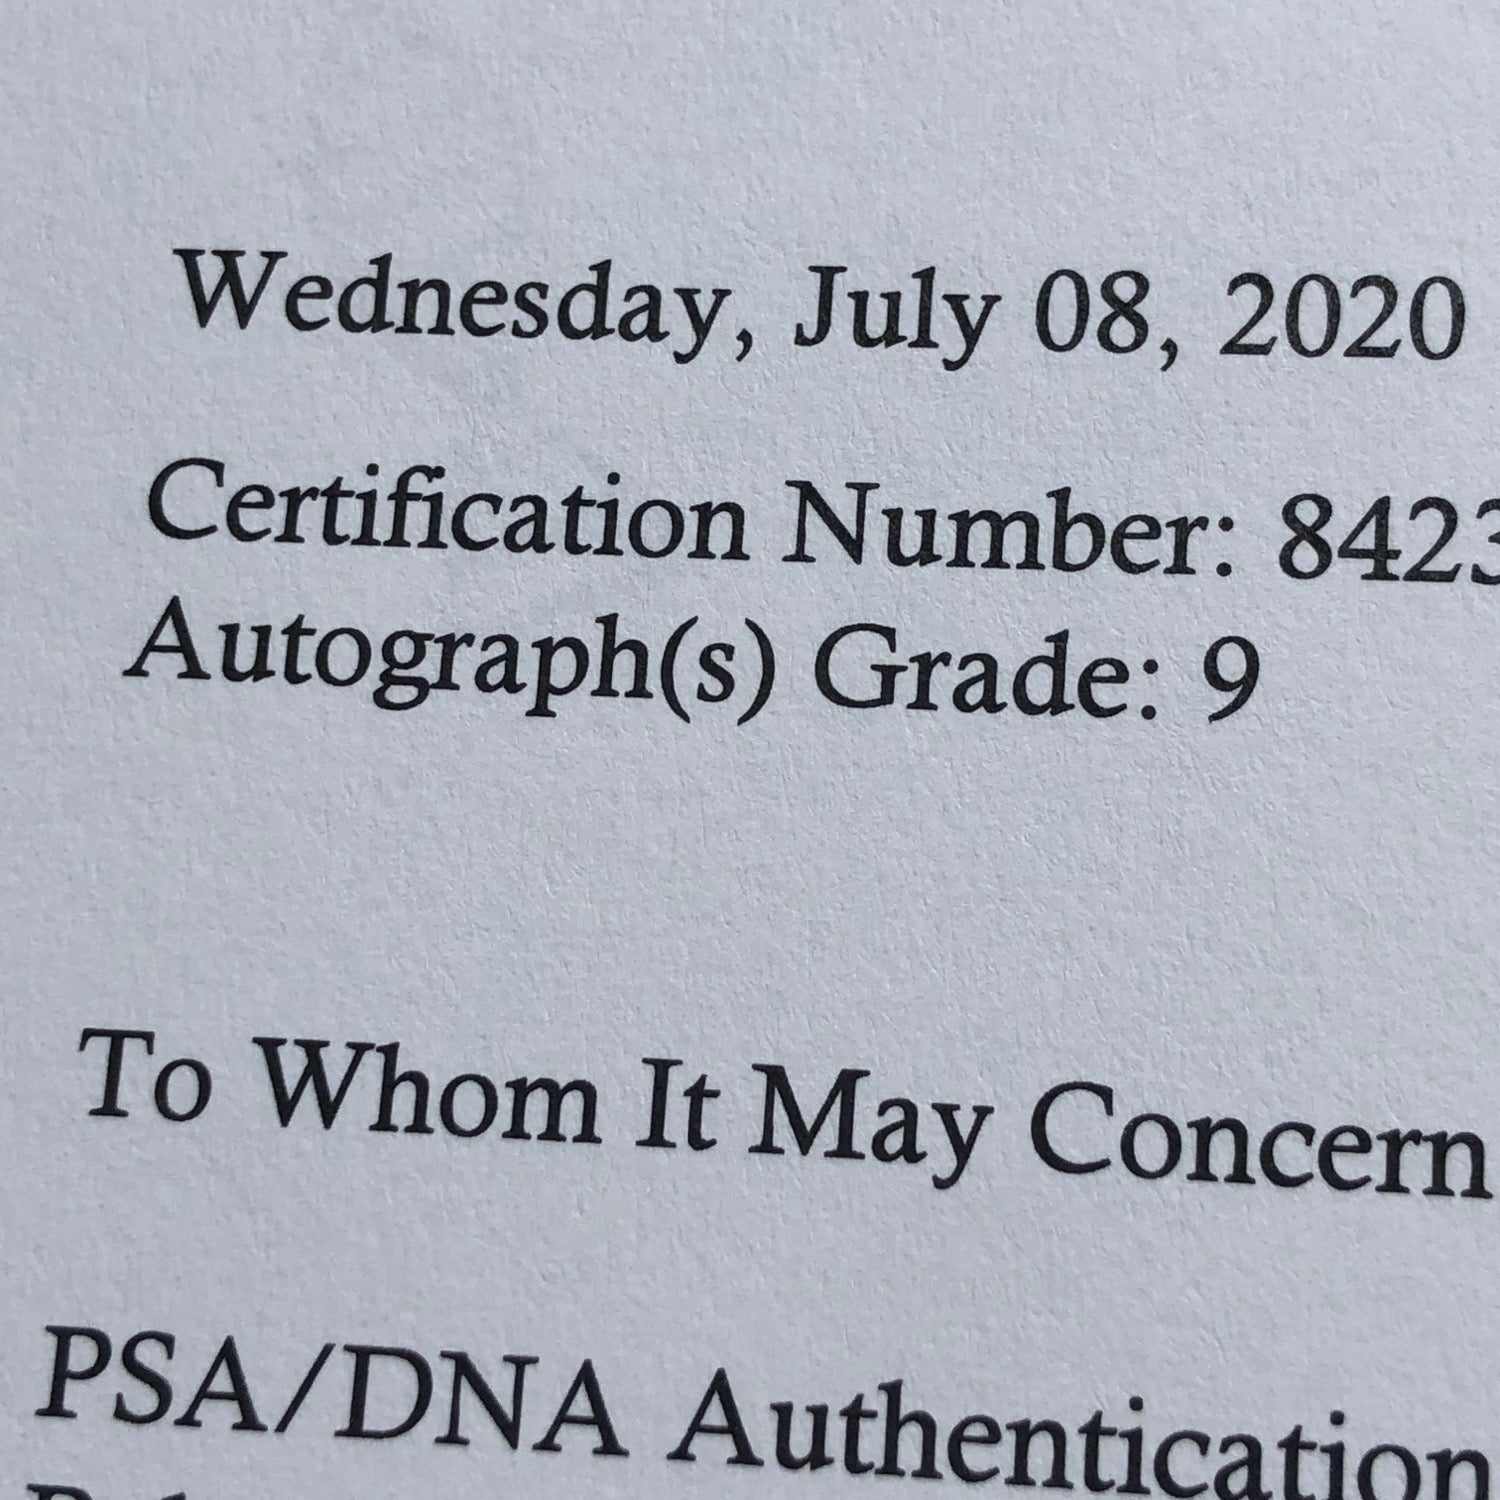 Wednesday, July 08, 2020
Certification Number: 8423
Autograph(s) Grade: 9
To Whom It May Concern
PSA/DNA Authentication